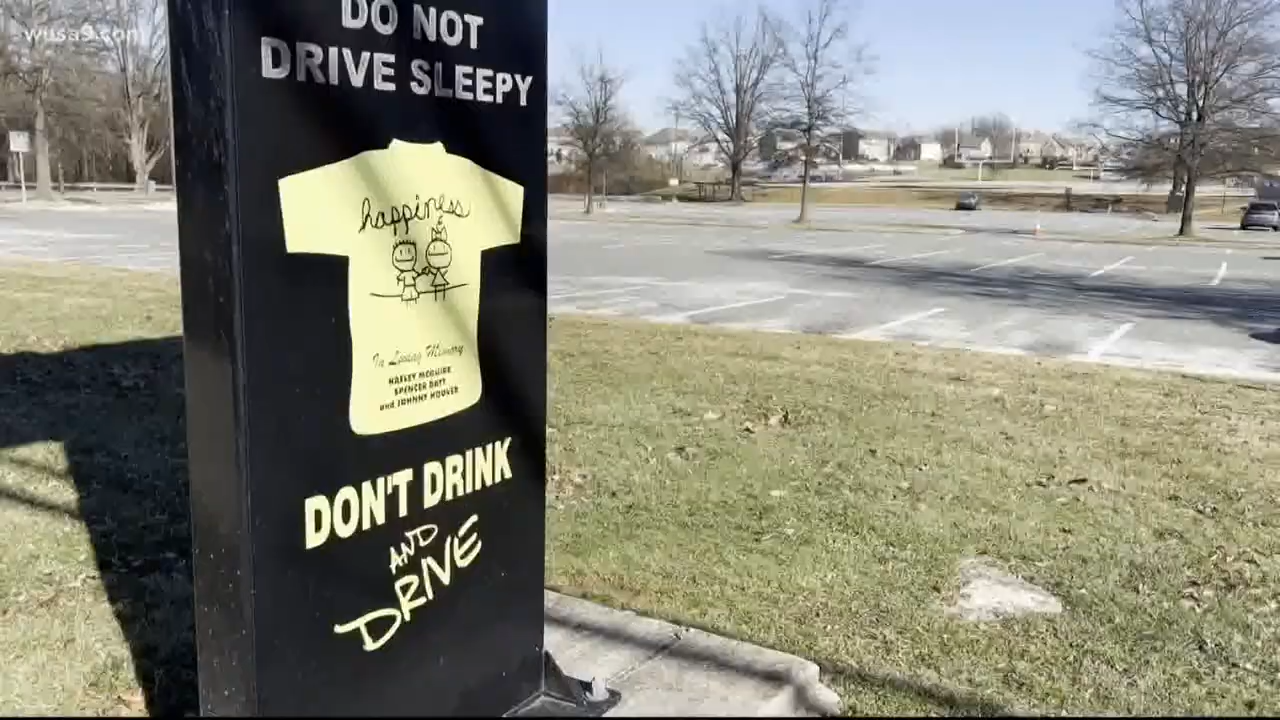 wusa9.com
DO NOT
DRIVE SLEEPY
happiness
In Loving Memory
HAILEY MCGUIRE
SPENCER DATT
and JOHNNY HOOVER
DON'T DRINK
AND
DRIVE